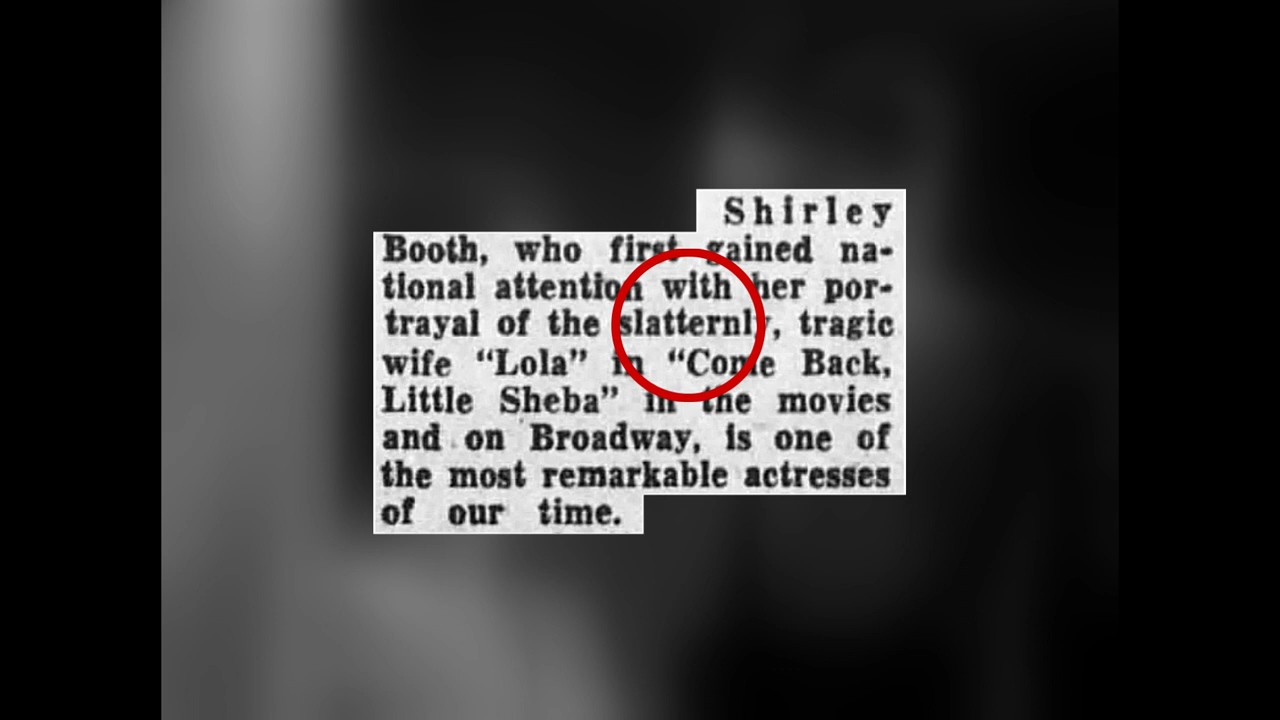 Shirley
Booth, who first gained na-
tional attention with her por-
trayal of the slatternly, tragic
wife “Lola” in “Come Back,
Little Sheba” in the movies
and on Broadway, is one of
the most remarkable actresses
of our time.